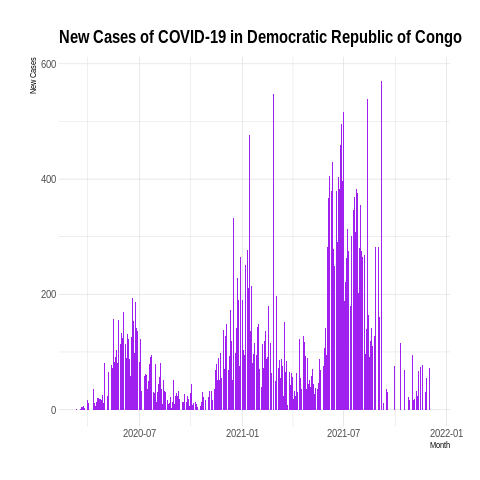 New Cases of COVID-19 in Democratic Republic of Congo
New Cases
600
400
200
0
2020-07
2021-01
2021-07
2022-01
Month